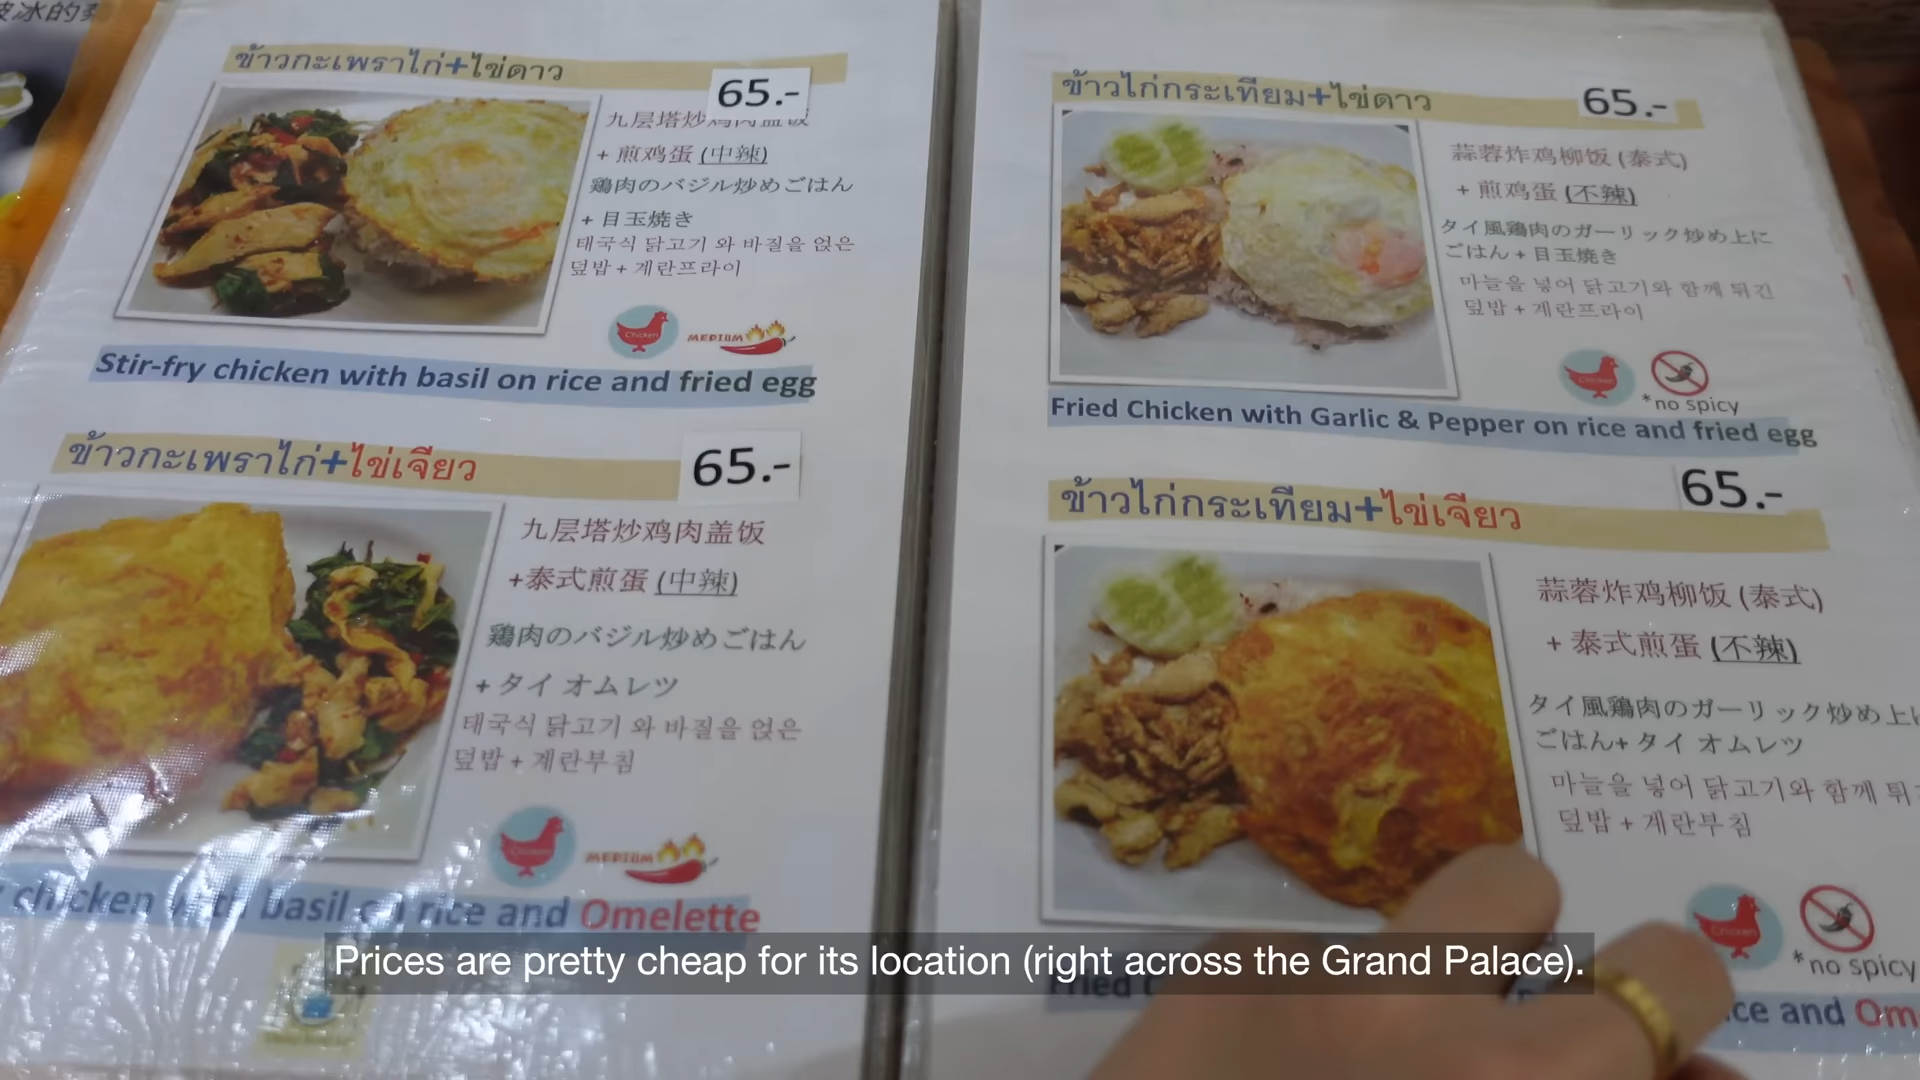 ข้าวกะเพราไก่+ไข่ดาว
65.-
九层塔炒鸡肉盖饭
+ 煎鸡蛋 (中辣)
鶏肉のバジル炒めごはん
+ 目玉焼き
태국식 닭고기 와 바질을 얹은
덮밥 + 계란프라이
Chicken
MEDIUM
Stir-fry chicken with basil on rice and fried egg
ข้าวกะเพราไก่+ไข่เจียว
65.-
九层塔炒鸡肉盖饭
+泰式煎蛋 (中辣)
鶏肉のバジル炒めごはん
+ タイ オムレツ
태국식 닭고기 와 바질을 얹은
덮밥 + 계란부침
Chicken
MEDIUM
chicken with basil on rice and Omelette
ข้าวไก่กระเทียม+ไข่ดาว
65.-
蒜蓉炸鸡柳饭 (泰式)
+ 煎鸡蛋 (不辣)
タイ風鶏肉のガーリック炒め上に
ごはん + 目玉焼き
마늘을 넣어 닭고기와 함께 튀긴
덮밥 + 계란프라이
Chicken
*no spicy
Fried Chicken with Garlic & Pepper on rice and fried egg
ข้าวไก่กระเทียม+ไข่เจียว
65.-
蒜蓉炸鸡柳饭 (泰式)
+ 泰式煎蛋 (不辣)
タイ風鶏肉のガーリック炒め上
ごはん+ タイ オムレツ
마늘을 넣어 닭고기와 함께
덮밥 + 계란부침
Chicken
*no spicy
Fried
rice and Om
Prices are pretty cheap for its location (right across the Grand Palace).